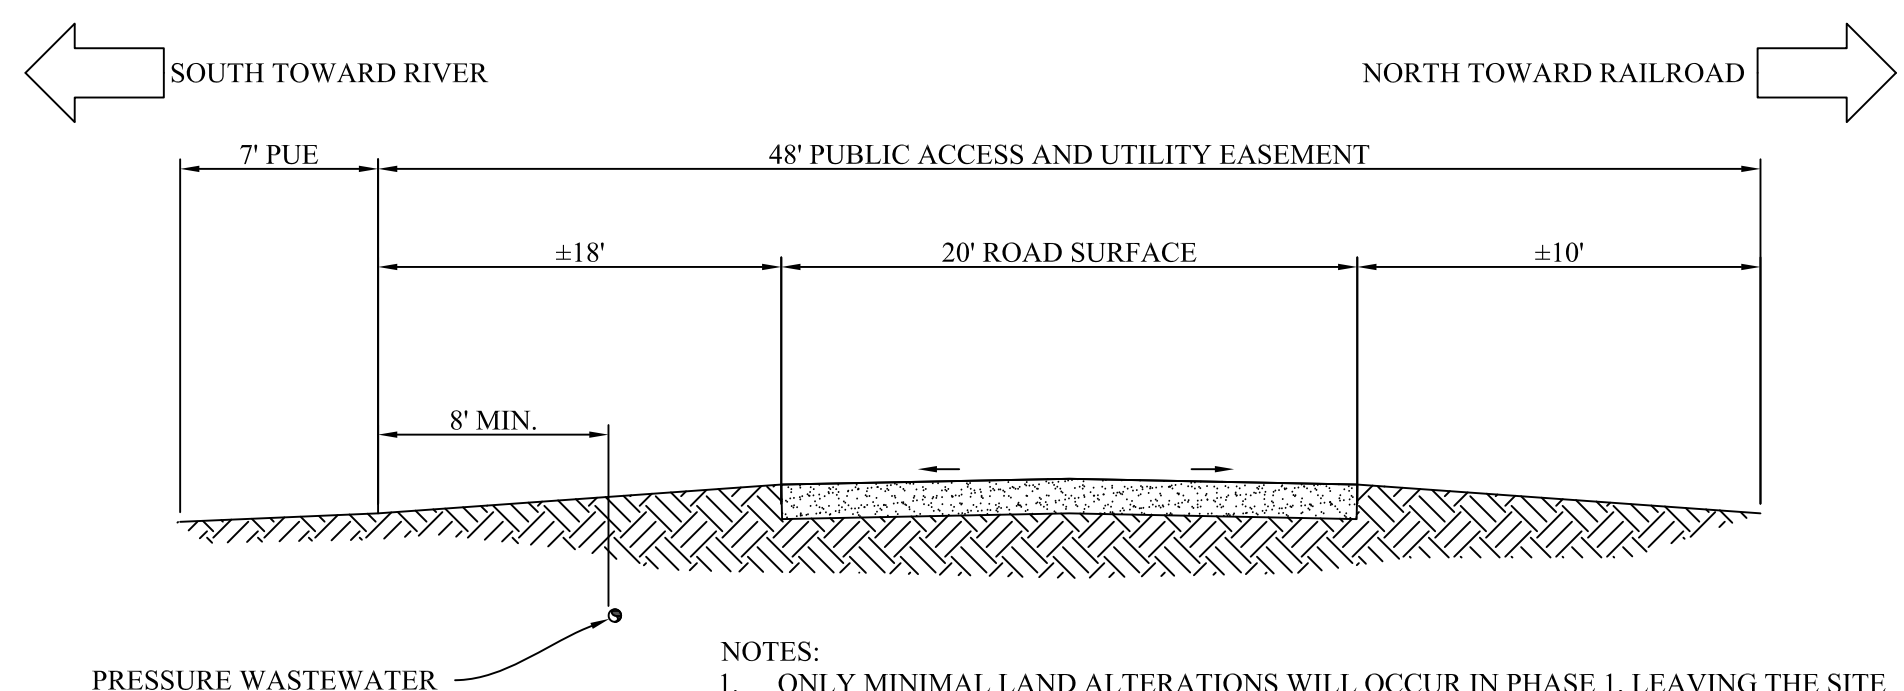 SOUTH TOWARD RIVER
NORTH TOWARD RAILROAD
7' PUE
48' PUBLIC ACCESS AND UTILITY EASEMENT
±18'
20' ROAD SURFACE
±10'
8' MIN.
NOTES:
PRESSURE WASTEWATER
1. ONLY MINIMAL LAND ALTERATIONS WILL OCCUR IN PHASE 1, LEAVING THE SITE